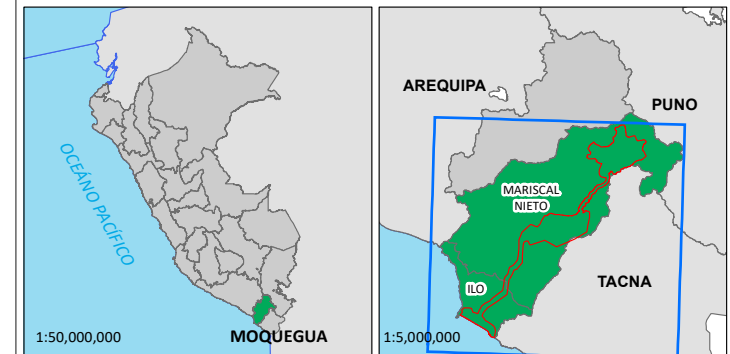 OCEÁNO PACÍFICO
1:50,000,000
MOQUEGUA
AREQUIPA
PUNO
MARISCAL
NIETO
ILO
TACNA
1:5,000,000